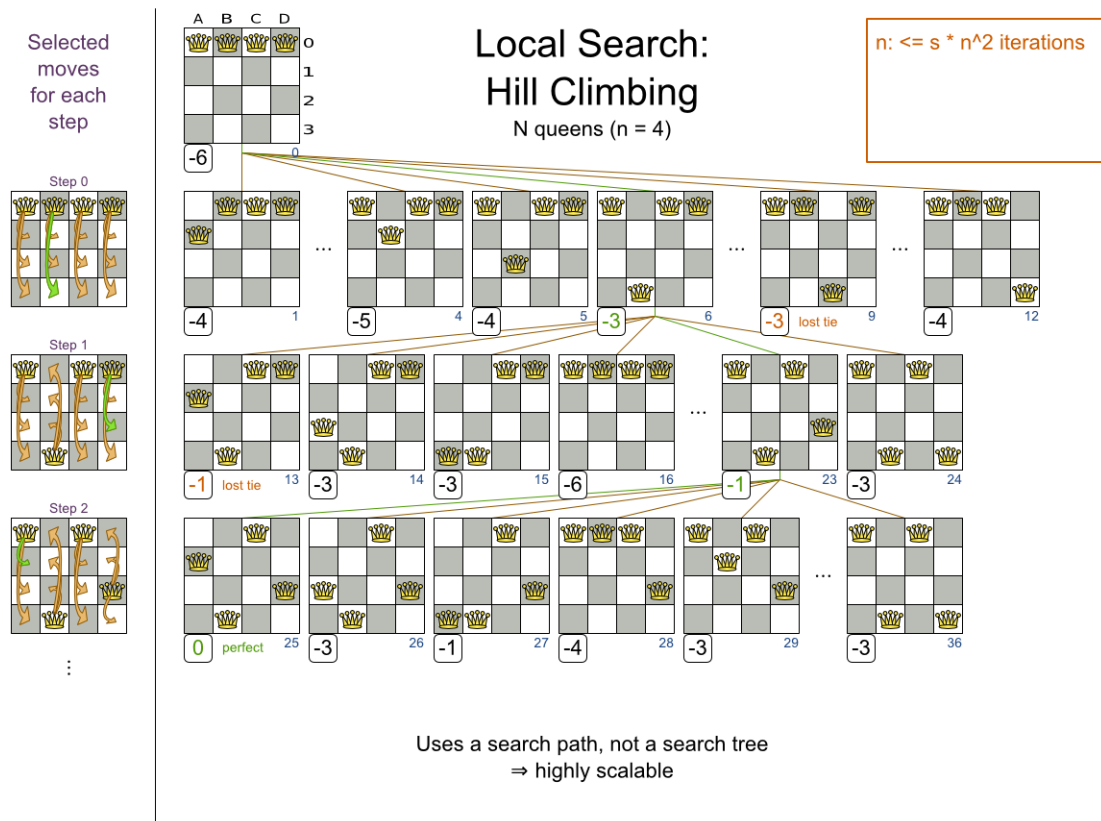 Selected
moves
for each
step
A B C D
0
1
2
3
-6
0
Local Search:
Hill Climbing
N queens (n = 4)
n: <= s * n^2 iterations
Step 0
-4
1
...
-5
4
-4
5
-3
6
...
-3 lost tie
9
...
-4
12
Step 1
-1 lost tie
13
-3
14
-3
15
-6
16
...
-1
23
-3
24
Step 2
0 perfect
25
-3
26
-1
27
-4
28
-3
29
...
-3
36
⋮
Uses a search path, not a search tree
⇒ highly scalable